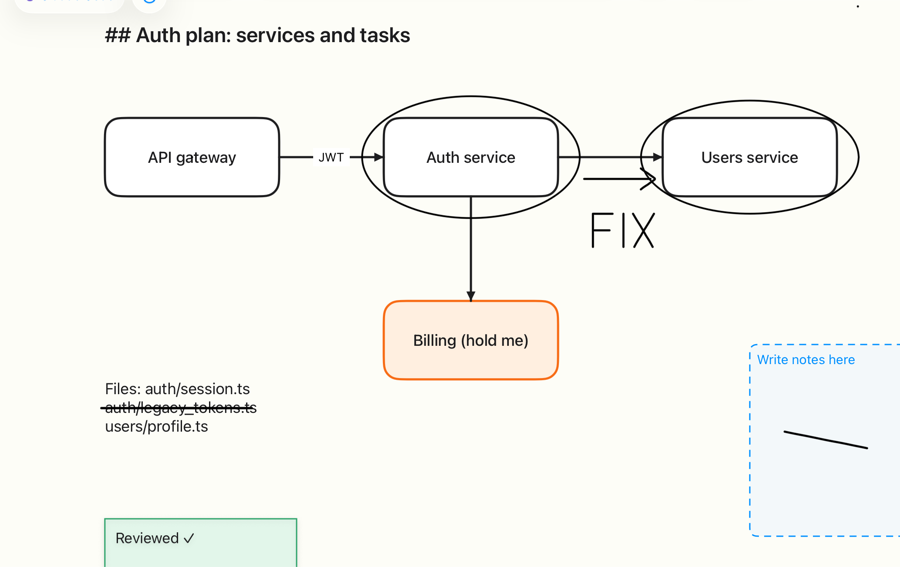 ## Auth plan: services and tasks
API gateway
JWT
Auth service
Users service
FIX
Billing (hold me)
Write notes here
Files: auth/session.ts
auth/legacy_tokens.ts
users/profile.ts
Reviewed ✓